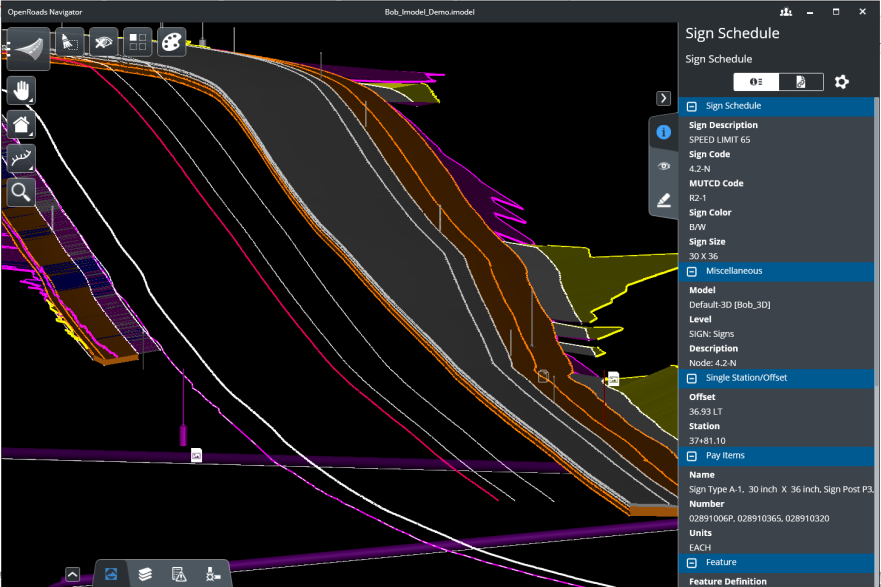 OpenRoads Navigator
Bob_Imodel_Demo.imodel
Sign Schedule
Sign Schedule
Sign Schedule
Sign Description
SPEED LIMIT 65
Sign Code
4.2-N
MUTCD Code
R2-1
Sign Color
B/W
Sign Size
30 X 36
Miscellaneous
Model
Default-3D [Bob_3D]
Level
SIGN: Signs
Description
Node: 4.2-N
Single Station/Offset
Offset
36.93 LT
Station
37+81.10
Pay Items
Name
Sign Type A-1, 30 inch X 36 inch, Sign Post P3,
Number
02891006P, 028910365, 028910320
Units
EACH
Feature
Feature Definition